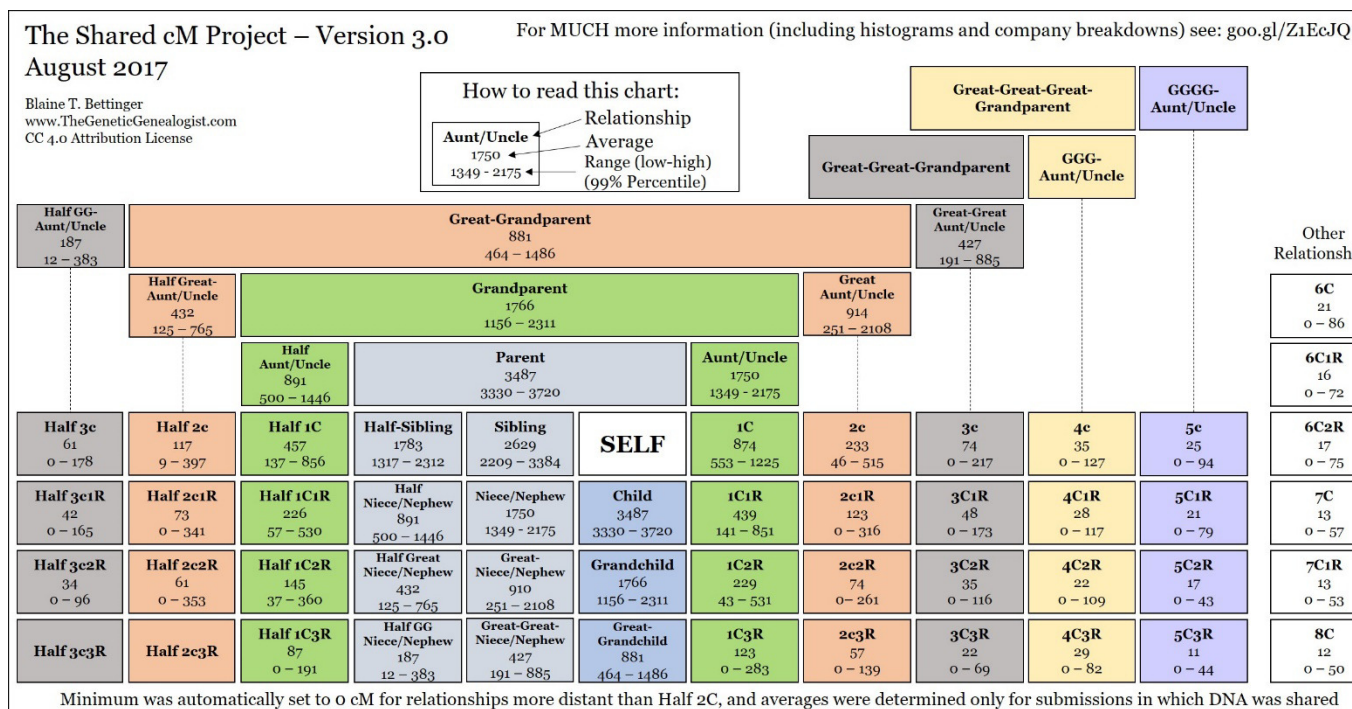 The Shared cM Project – Version 3.0
August 2017
For MUCH more information (including histograms and company breakdowns) see: goo.gl/Z1EcJQ
Blaine T. Bettinger
www.TheGeneticGenealogist.com
CC 4.0 Attribution License
How to read this chart:
Aunt/Uncle
1750
1349 - 2175
Relationship
Average
Range (low-high)
(99% Percentile)
Great-Great-Great-
Grandparent
GGGG-
Aunt/Uncle
Great-Great-Grandparent
GGG-
Aunt/Uncle
Half GG-
Aunt/Uncle
187
12 – 383
Great-Grandparent
881
464 – 1486
Great-Great
Aunt/Uncle
427
191 – 885
Other
Relationsh
Half Great-
Aunt/Uncle
432
125 – 765
Grandparent
1766
1156 – 2311
Great
Aunt/Uncle
914
251 – 2108
6C
21
0 – 86
Half
Aunt/Uncle
891
500 – 1446
Parent
3487
3330 – 3720
Aunt/Uncle
1750
1349 - 2175
6C1R
16
0 – 72
Half 3c
61
0 – 178
Half 2c
117
9 – 397
Half 1C
457
137 – 856
Half-Sibling
1783
1317 – 2312
Sibling
2629
2209 – 3384
SELF
1C
874
553 – 1225
2c
233
46 – 515
3c
74
0 – 217
4c
35
0 – 127
5c
25
0 – 94
6C2R
17
0 – 75
Half 3c1R
42
0 – 165
Half 2c1R
73
0 – 341
Half 1C1R
226
57 – 530
Half
Niece/Nephew
891
500 – 1446
Niece/Nephew
1750
1349 - 2175
Child
3487
3330 – 3720
1C1R
439
141 – 851
2c1R
123
0 – 316
3C1R
48
0 – 173
4C1R
28
0 – 117
5C1R
21
0 – 79
7C
13
0 – 57
Half 3c2R
34
0 – 96
Half 2c2R
61
0 – 353
Half 1C2R
145
37 – 360
Half Great
Niece/Nephew
432
125 – 765
Great-
Niece/Nephew
910
251 – 2108
Grandchild
1766
1156 – 2311
1C2R
229
43 – 531
2c2R
74
0 – 261
3C2R
35
0 – 116
4C2R
22
0 – 109
5C2R
17
0 – 43
7C1R
13
0 – 53
Half 3c3R
Half 2c3R
Half 1C3R
87
0 – 191
Half GG
Niece/Nephew
187
12 – 383
Great-Great-
Niece/Nephew
427
191 – 885
Great-
Grandchild
881
464 – 1486
1C3R
123
0 – 283
2c3R
57
0 – 139
3C3R
22
0 – 69
4C3R
29
0 – 82
5C3R
11
0 – 44
8C
12
0 – 50
Minimum was automatically set to 0 cM for relationships more distant than Half 2C, and averages were determined only for submissions in which DNA was shared